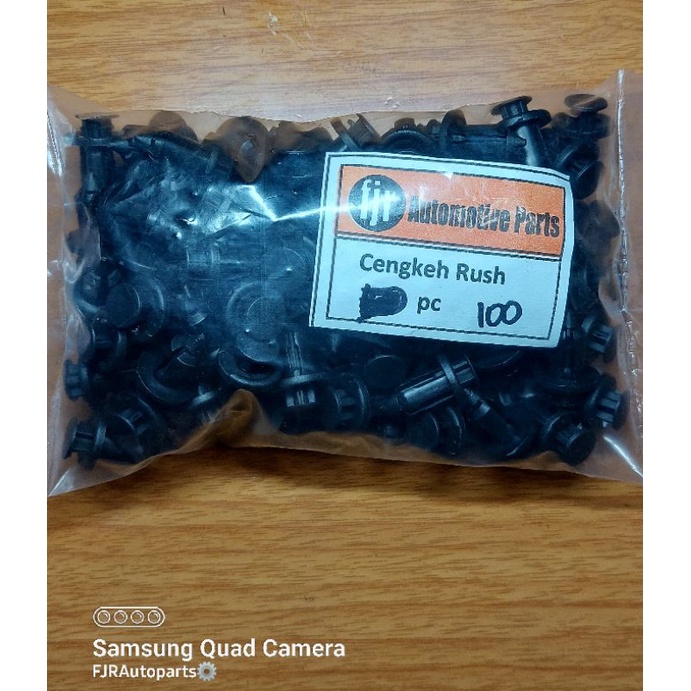 fjr Automotive Parts
Cengkeh Rush
pc 100
Samsung Quad Camera
FJRAutoparts